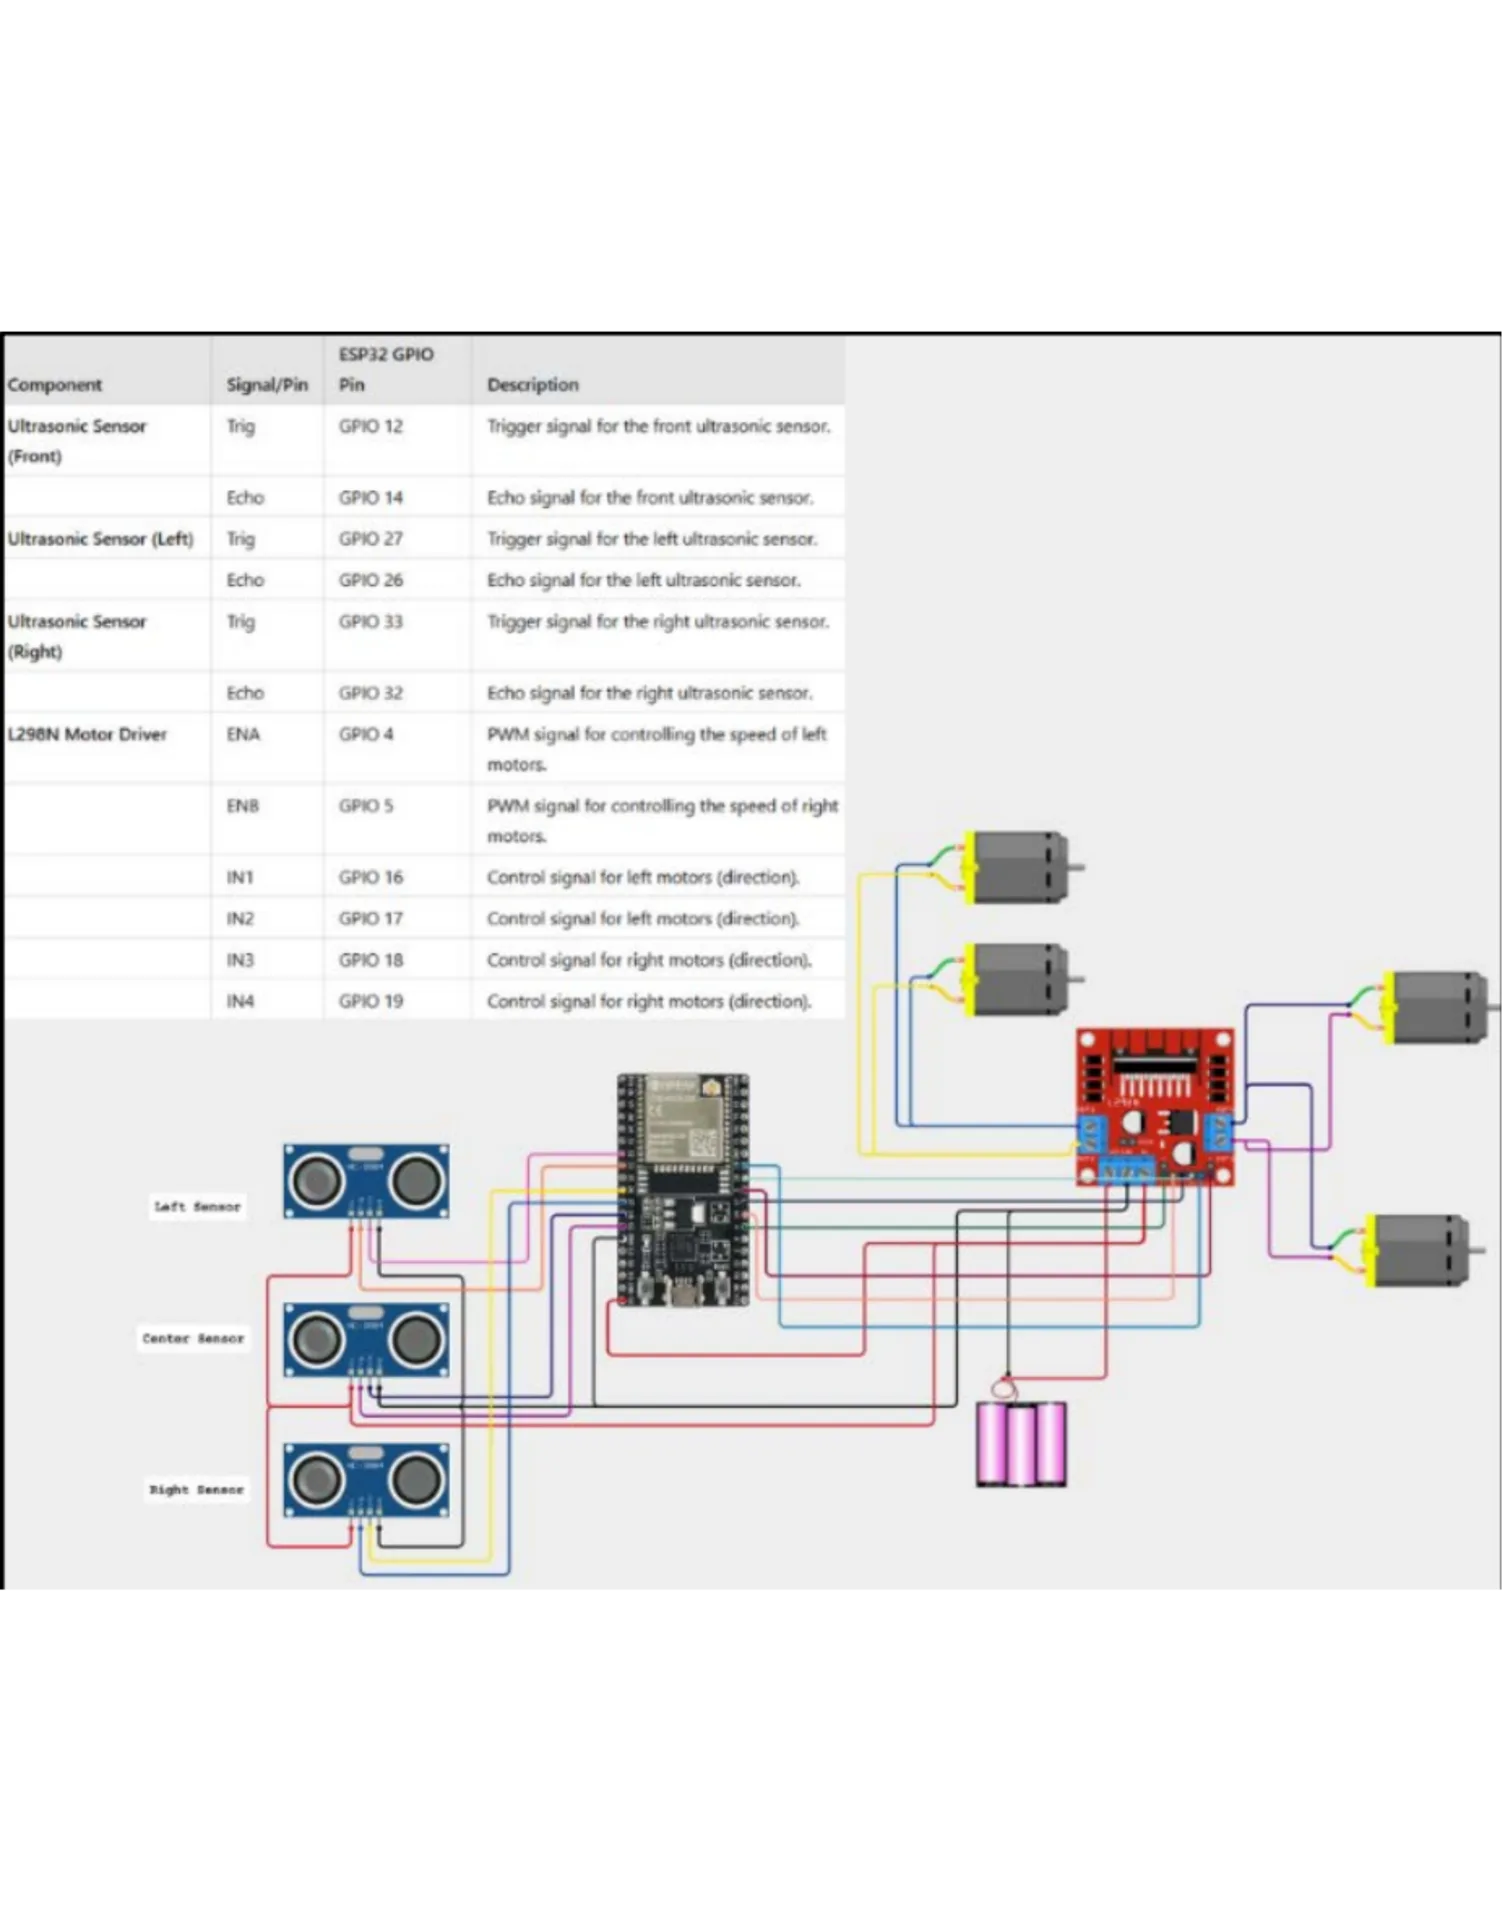 ESP32 GPIO
Component Signal/Pin Pin Description
Ultrasonic Sensor Trig GPIO 12 Trigger signal for the front ultrasonic sensor.
(Front)
Echo GPIO 14 Echo signal for the front ultrasonic sensor.
Ultrasonic Sensor (Left) Trig GPIO 27 Trigger signal for the left ultrasonic sensor.
Echo GPIO 26 Echo signal for the left ultrasonic sensor.
Ultrasonic Sensor Trig GPIO 33 Trigger signal for the right ultrasonic sensor.
(Right)
Echo GPIO 32 Echo signal for the right ultrasonic sensor.
L298N Motor Driver ENA GPIO 4 PWM signal for controlling the speed of left
motors.
ENB GPIO 5 PWM signal for controlling the speed of right
motors.
IN1 GPIO 16 Control signal for left motors (direction).
IN2 GPIO 17 Control signal for left motors (direction).
IN3 GPIO 18 Control signal for right motors (direction).
IN4 GPIO 19 Control signal for right motors (direction).
L298N
Left Sensor
Center Sensor
Right Sensor